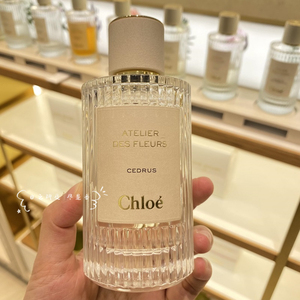 ATELIER
DES FLEURS
CEDRUS
Chloé